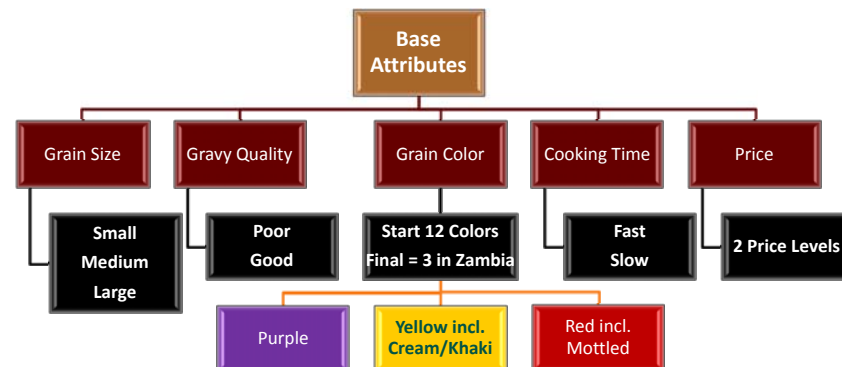 Base
Attributes
Grain Size
Gravy Quality
Grain Color
Cooking Time
Price
Small
Medium
Large
Poor
Good
Start 12 Colors
Final = 3 in Zambia
Fast
Slow
2 Price Levels
Purple
Yellow incl.
Cream/Khaki
Red incl.
Mottled